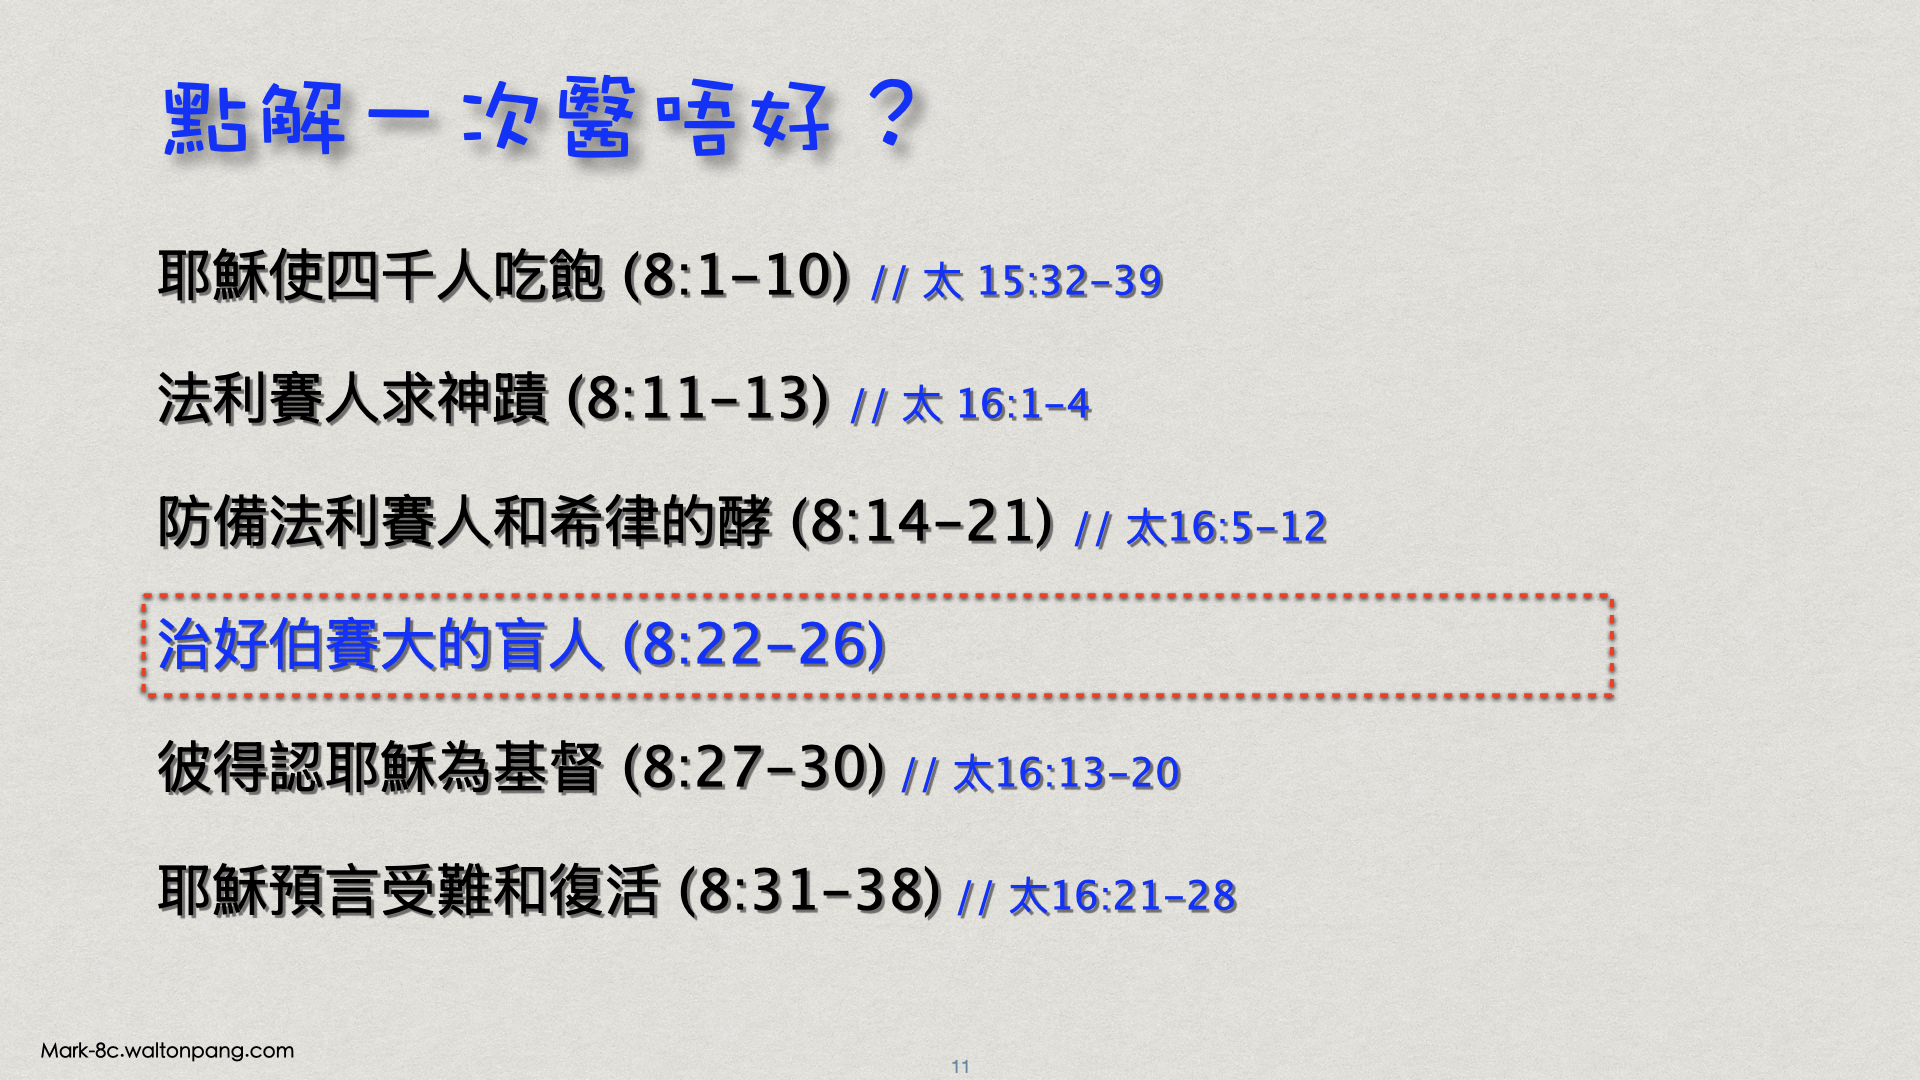 點解一次醫唔好？
耶穌使四千人吃飽 (8:1–10) // 太 15:32–39
法利賽人求神蹟 (8:11–13) // 太 16:1–4
防備法利賽人和希律的酵 (8:14–21) // 太16:5–12
治好伯賽大的盲人 (8:22–26)
彼得認耶穌為基督 (8:27–30) // 太16:13–20
耶穌預言受難和復活 (8:31–38) // 太16:21–28
Mark-8c.waltonpang.com
11